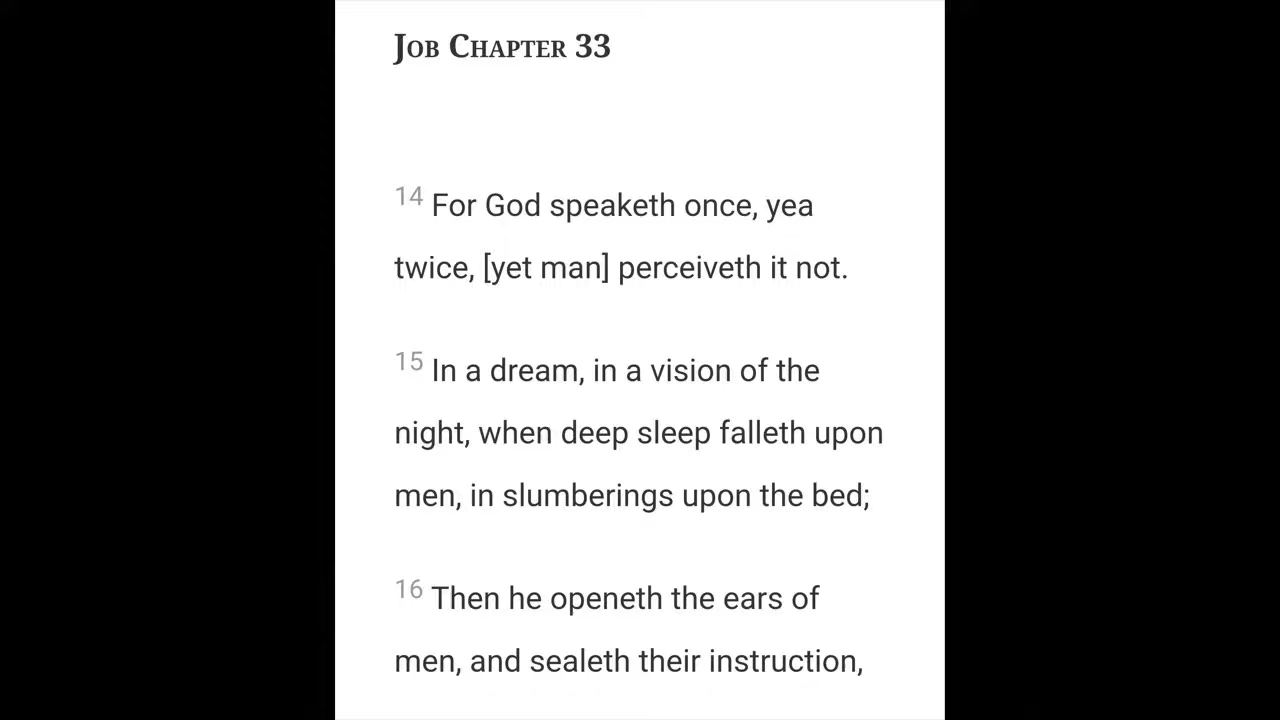 Job Chapter 33
14 For God speaketh once, yea
twice, [yet man] perceiveth it not.
15 In a dream, in a vision of the
night, when deep sleep falleth upon
men, in slumberings upon the bed;
16 Then he openeth the ears of
men, and sealeth their instruction,